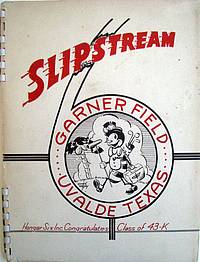 SLIPSTREAM
GARNER FIELD
UVALDE TEXAS
Hangar Six Inc. Congratulates Class of 43-K